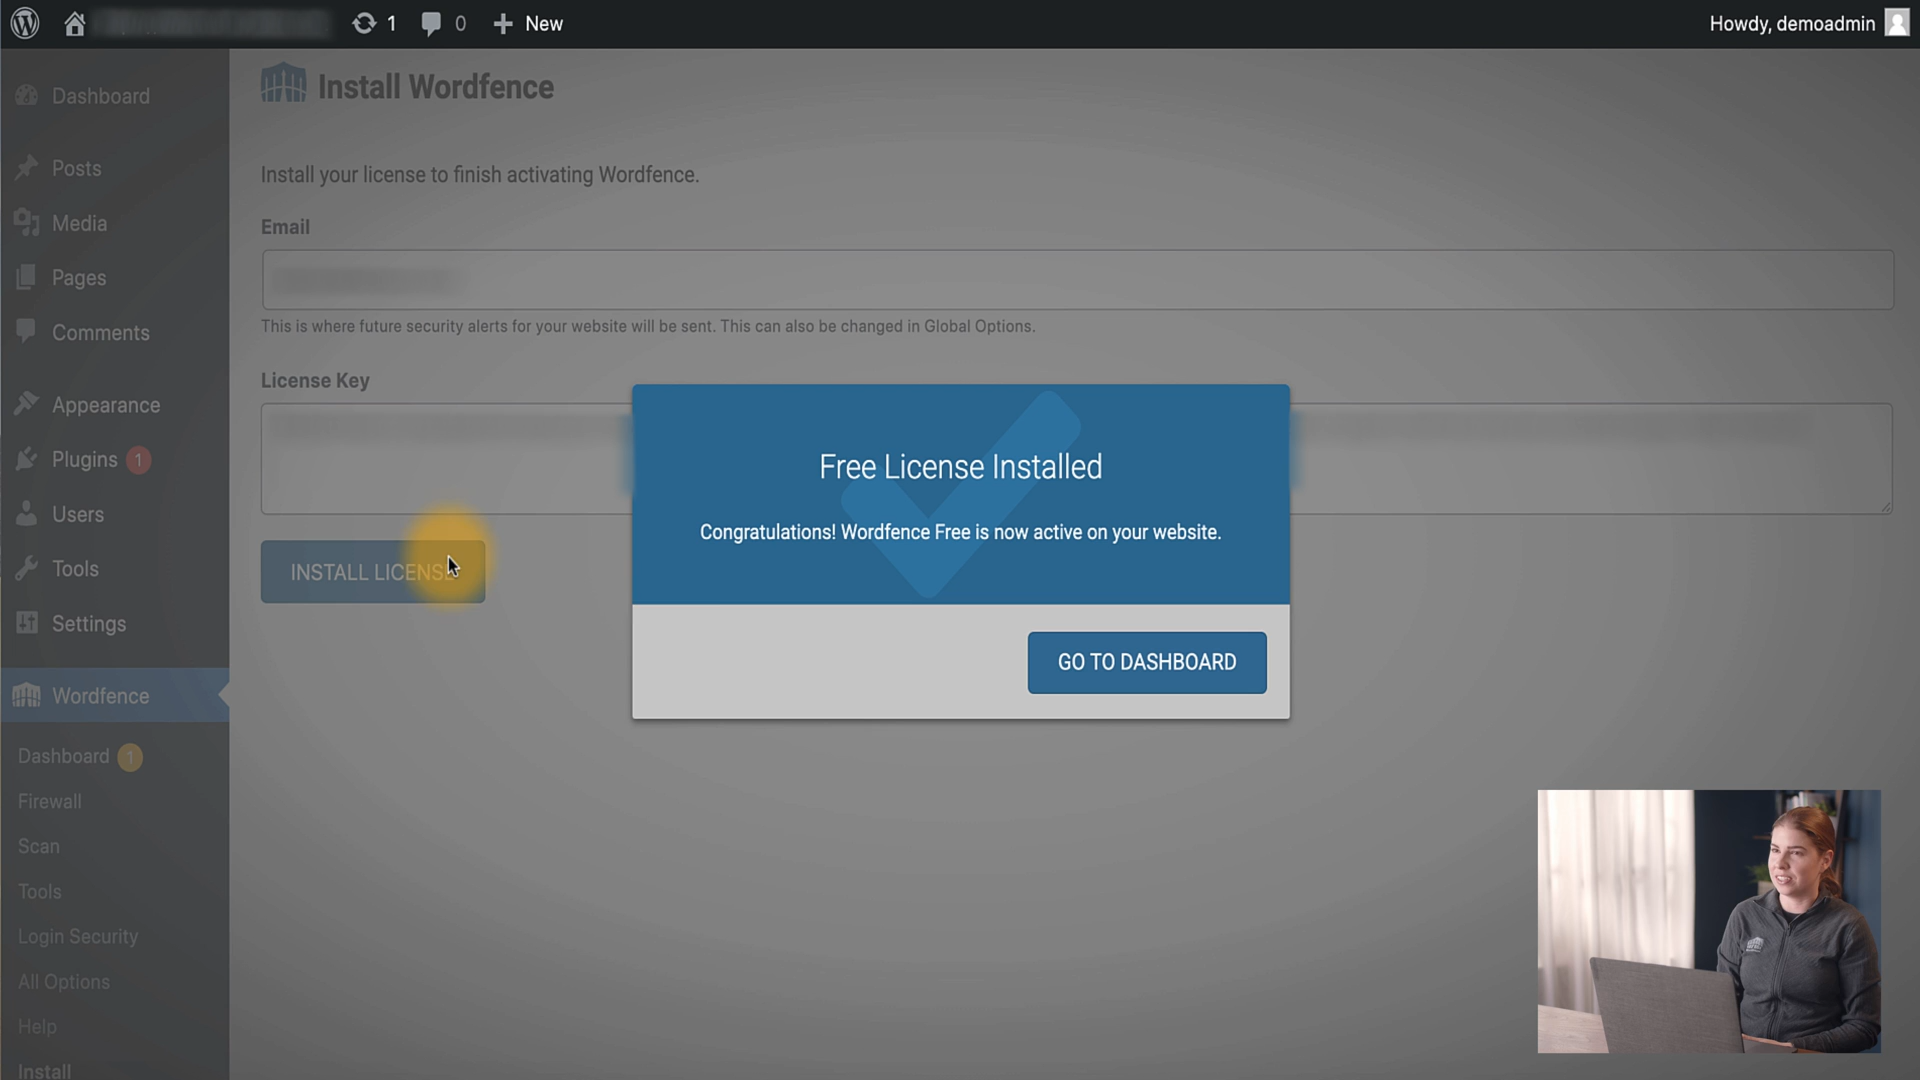 1
0
New
Howdy, demoadmin
Dashboard
Posts
Media
Pages
Comments
Appearance
Plugins 1
Users
Tools
Settings
Wordfence
Dashboard 1
Firewall
Scan
Tools
Login Security
All Options
Help
Install
Install Wordfence
Install your license to finish activating Wordfence.
Email
This is where future security alerts for your website will be sent. This can also be changed in Global Options.
License Key
INSTALL LICENSE
Free License Installed
Congratulations! Wordfence Free is now active on your website.
GO TO DASHBOARD